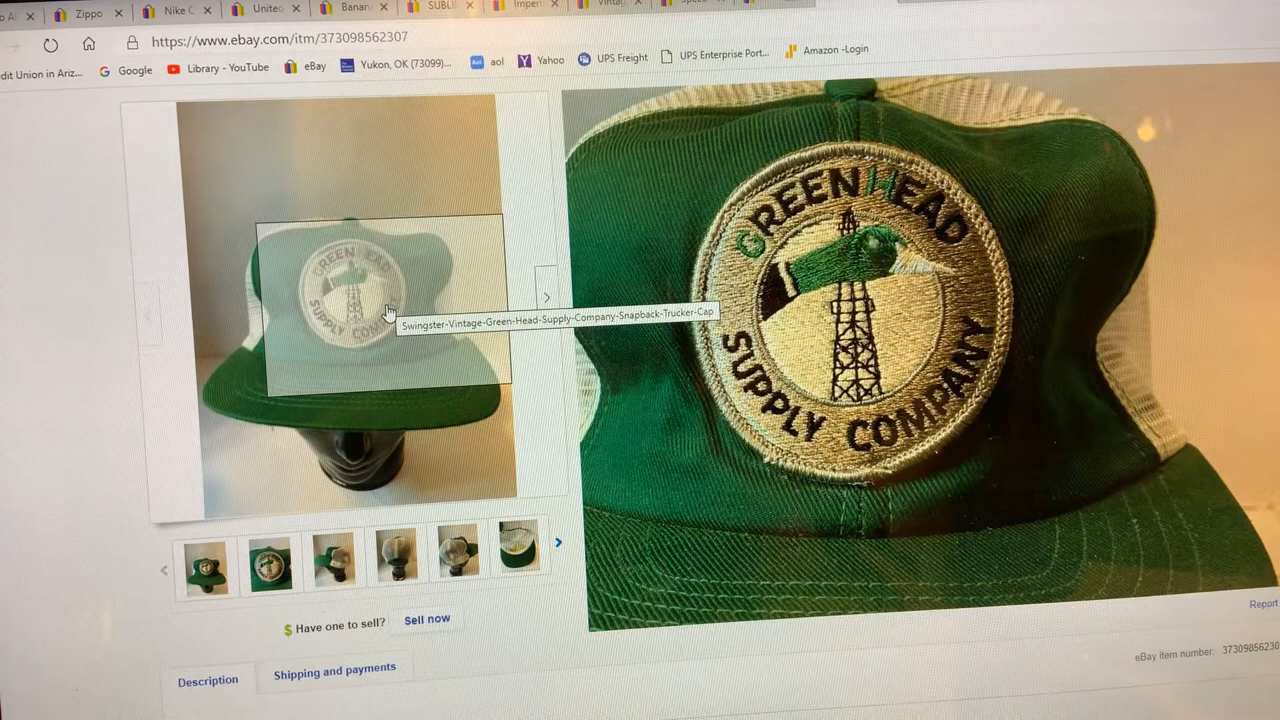 Zippo
Nike C
United
Banan
SUBLI
https://www.ebay.com/itm/373098562307
dit Union in Ariz...
Google
Library - YouTube
eBay
Yukon, OK (73099)...
Aol.
aol
Yahoo
UPS Freight
UPS Enterprise Port...
Amazon -Login
GREEN HEAD
SUPPLY COMPANY
GREEN HEAD
SUPPLY COM
Swingster-Vintage-Green-Head-Supply-Company-Snapback-Trucker-Cap
$ Have one to sell? Sell now
Report
Description
Shipping and payments
eBay item number: 37309856230